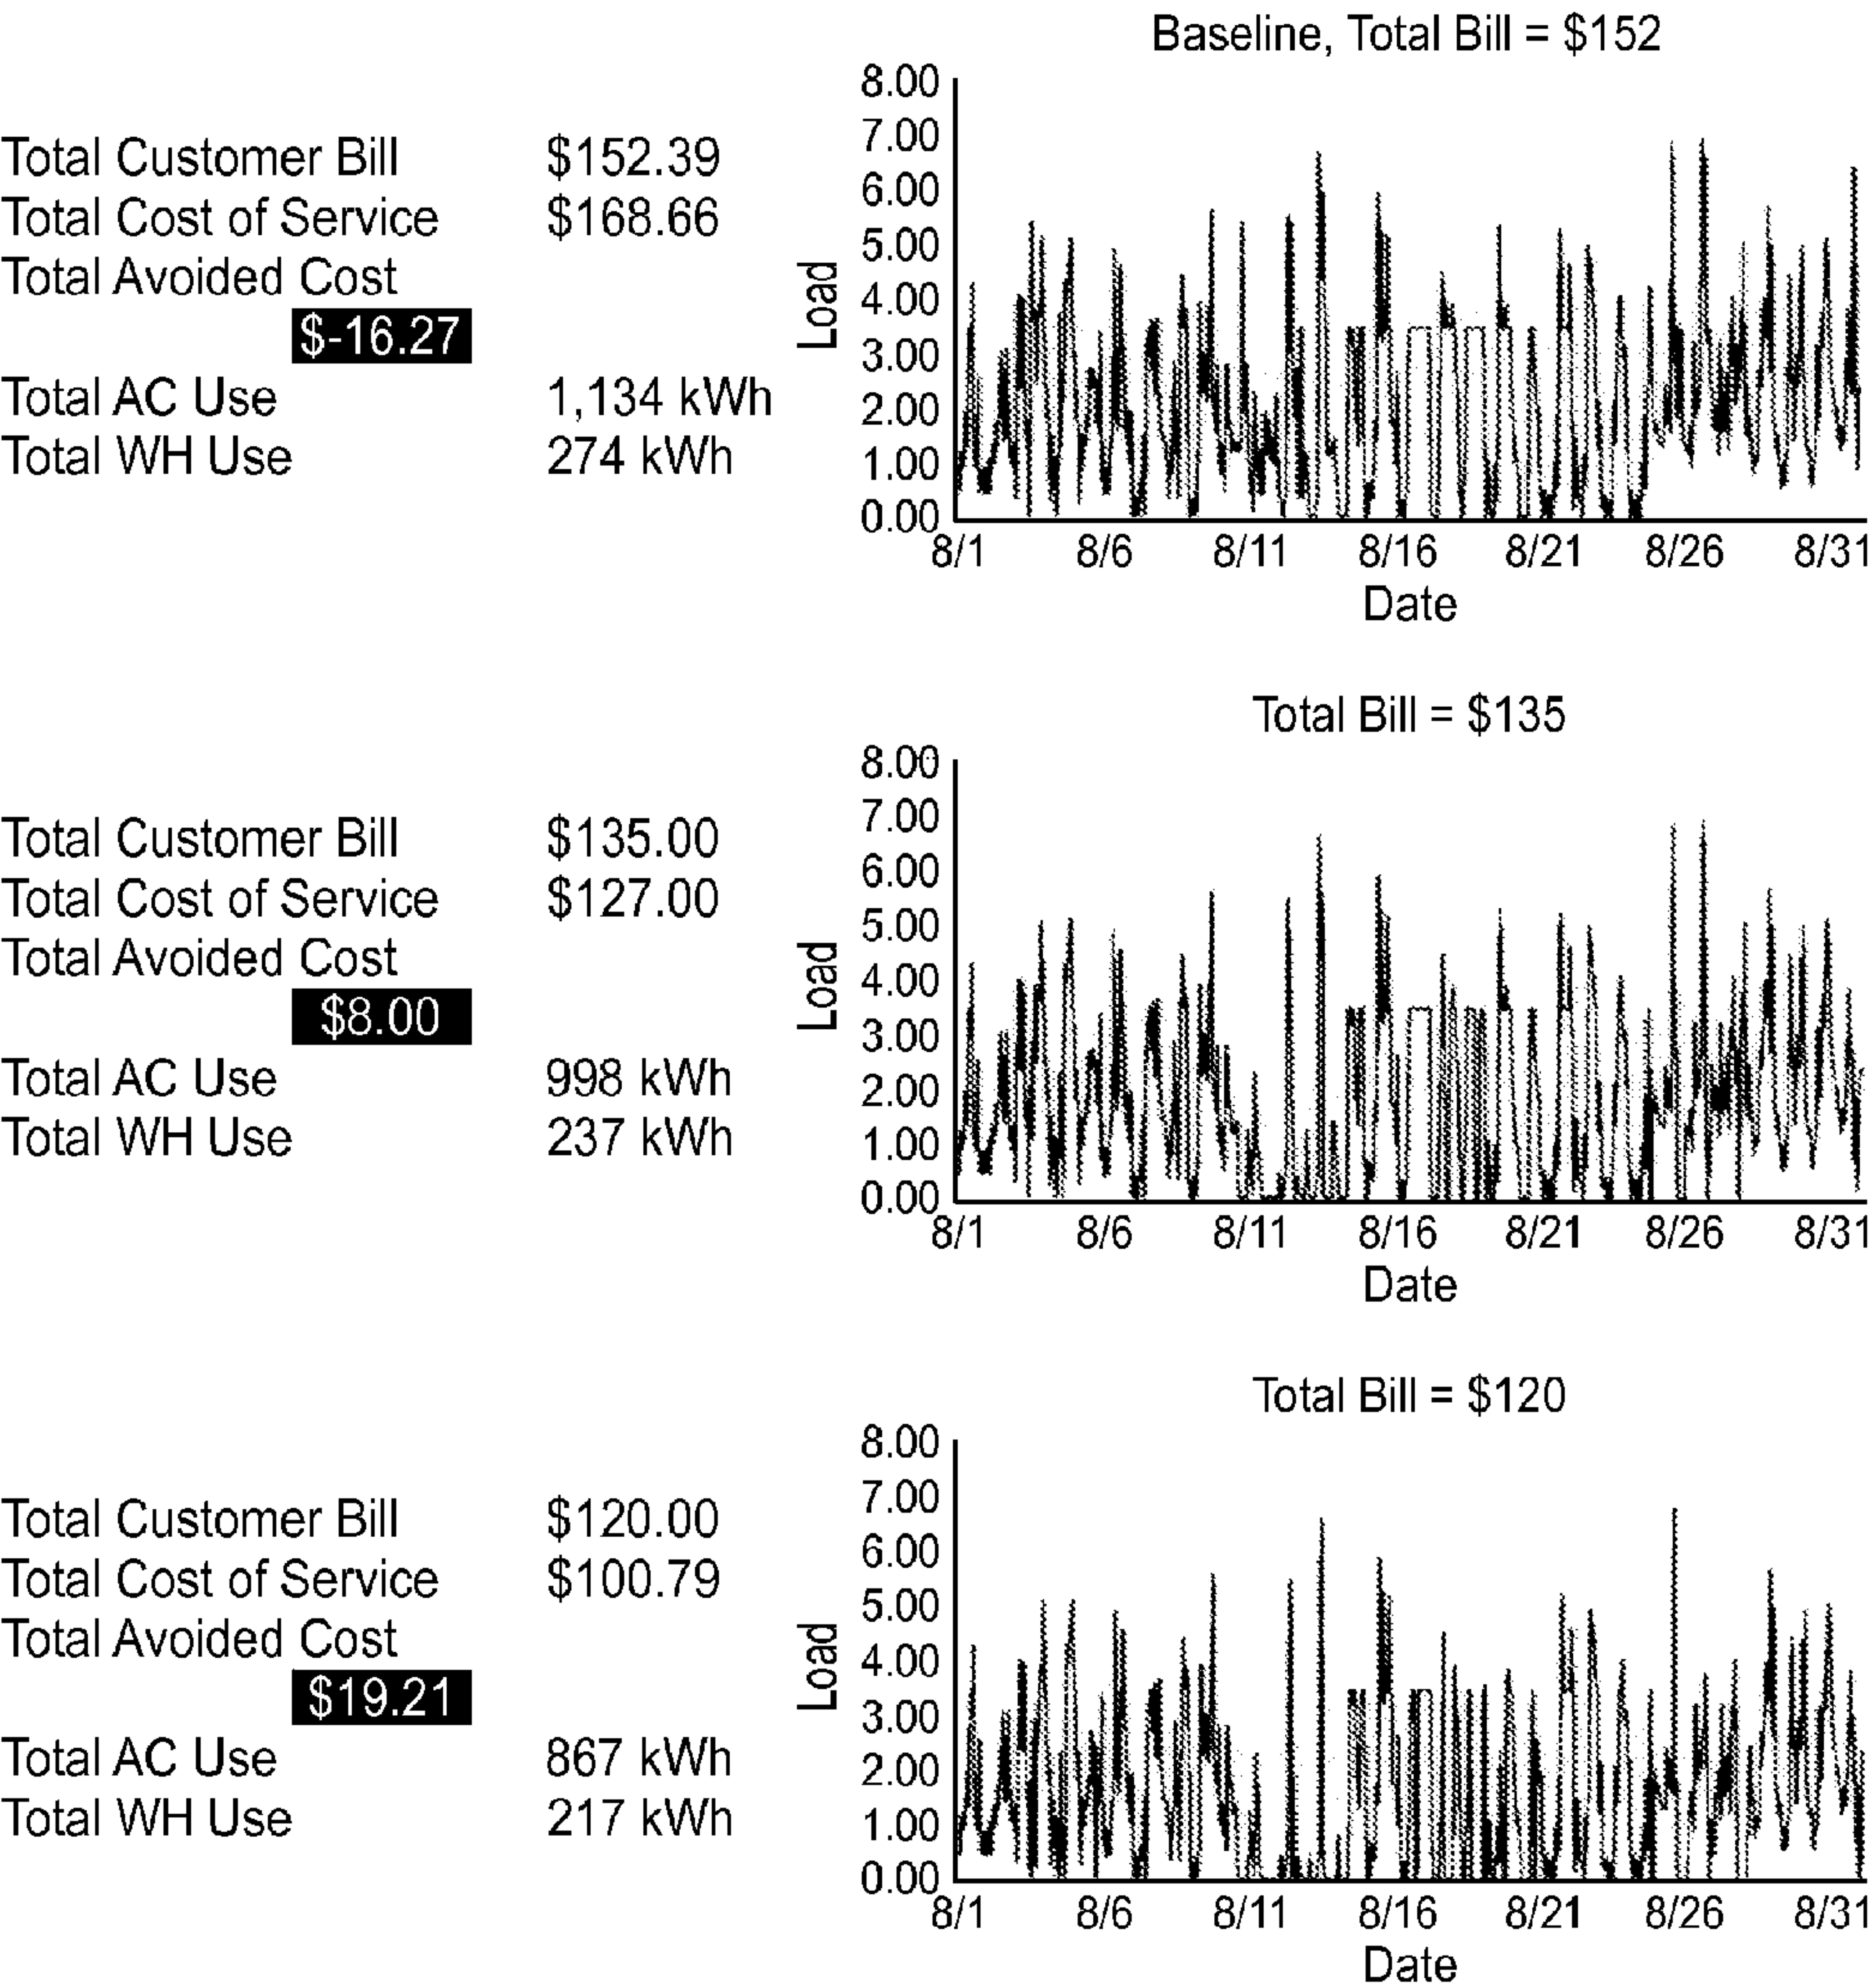 Baseline, Total Bill = $152
Total Customer Bill $152.39
Total Cost of Service $168.66
Total Avoided Cost
$-16.27
Total AC Use 1,134 kWh
Total WH Use 274 kWh
Load
8.00
7.00
6.00
5.00
4.00
3.00
2.00
1.00
0.00
8/1 8/6 8/11 8/16 8/21 8/26 8/31
Date
Total Bill = $135
Total Customer Bill $135.00
Total Cost of Service $127.00
Total Avoided Cost
$8.00
Total AC Use 998 kWh
Total WH Use 237 kWh
Load
8.00
7.00
6.00
5.00
4.00
3.00
2.00
1.00
0.00
8/1 8/6 8/11 8/16 8/21 8/26 8/31
Date
Total Bill = $120
Total Customer Bill $120.00
Total Cost of Service $100.79
Total Avoided Cost
$19.21
Total AC Use 867 kWh
Total WH Use 217 kWh
Load
8.00
7.00
6.00
5.00
4.00
3.00
2.00
1.00
0.00
8/1 8/6 8/11 8/16 8/21 8/26 8/31
Date